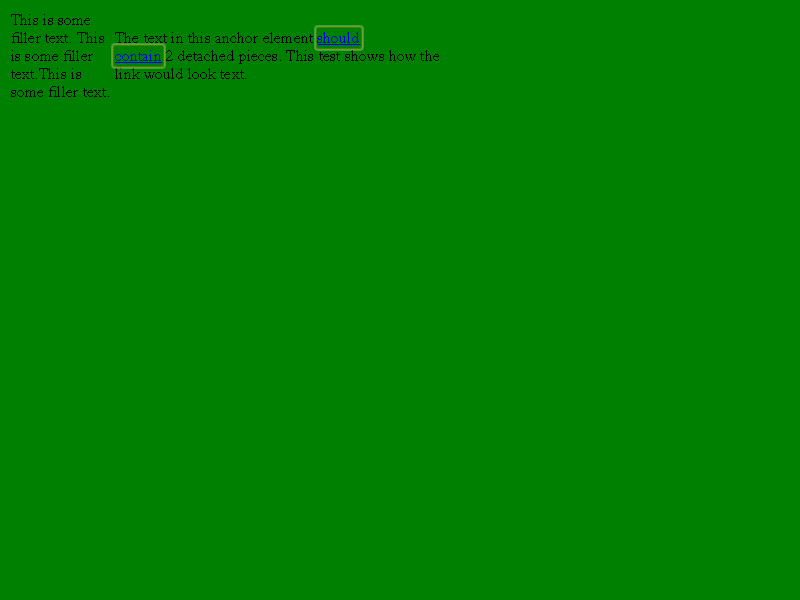 This is some
filler text. This
is some filler
text.This is
some filler text.
The text in this anchor element should
contain 2 detached pieces. This test shows how the
link would look text.